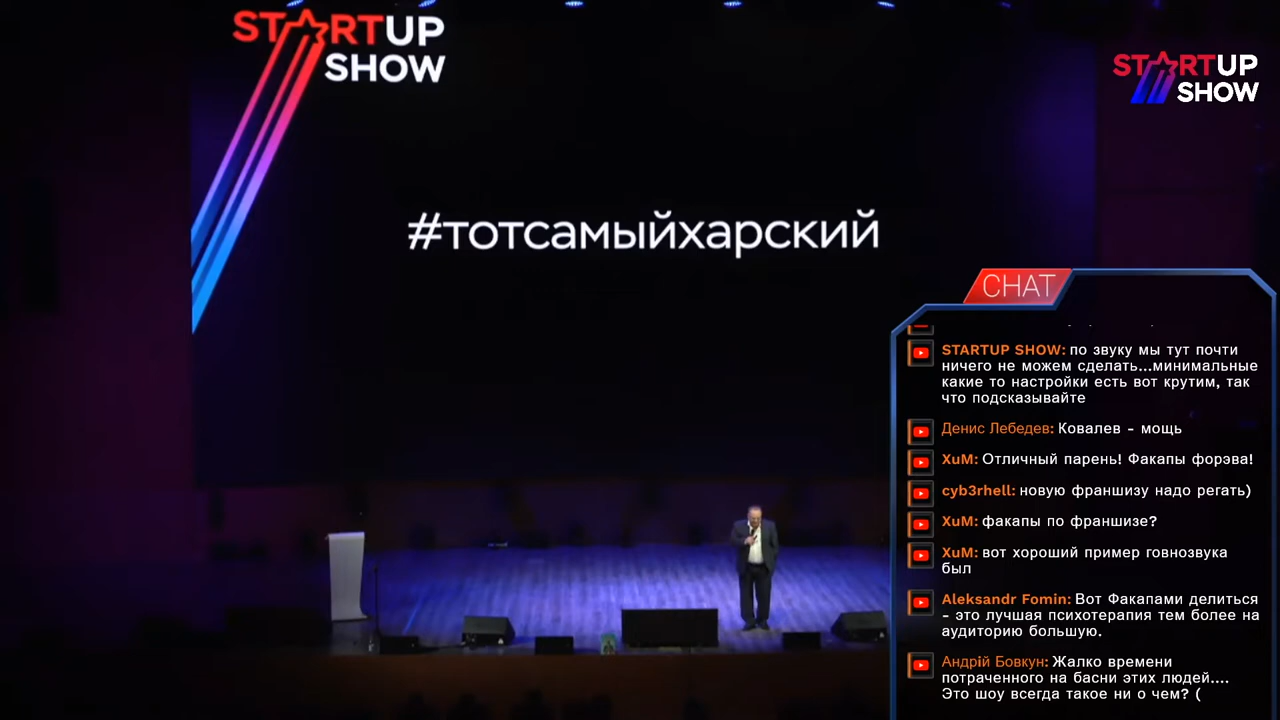 STARTUP
SHOW
STARTUP
SHOW
#тотсамыйхарский
CHAT
STARTUP SHOW: по звуку мы тут почти
ничего не можем сделать...минимальные
какие то настройки есть вот крутим, так
что подсказывайте
Денис Лебедев: Ковалев - мощь
XuM: Отличный парень! Факапы форэва!
cyb3rhell: новую франшизу надо регать)
XuM: факапы по франшизе?
XuM: вот хороший пример говнозвука
был
Aleksandr Fomin: Вот Факапами делиться
- это лучшая психотерапия тем более на
аудиторию большую.
Андрій Бовкун: Жалко времени
потраченного на басни этих людей....
Это шоу всегда такое ни о чем? (